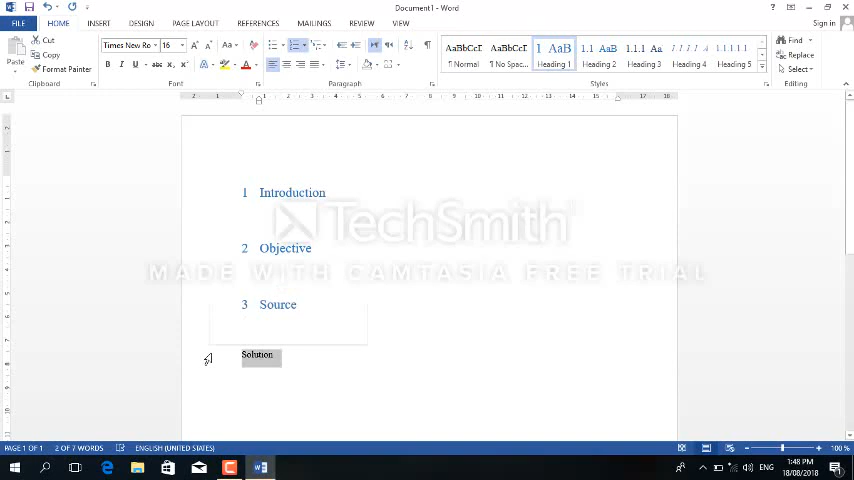 Document1 - Word
FILE HOME INSERT DESIGN PAGE LAYOUT REFERENCES MAILINGS REVIEW VIEW Sign in
Paste
Cut
Copy
Format Painter
Clipboard
Times New Ro 16
Font
Paragraph
AaBbCcD AaBbCcD 1 AaB 1.1 AaB 1.1.1 Aa
¶ Normal ¶ No Spac... Heading 1 Heading 2 Heading 3 Heading 4 Heading 5
Styles
Find
Replace
Select
Editing
1 Introduction
TechSmith
2 Objective
MADE WITH CAMTASIA FREE TRIAL
3 Source
Solution
PAGE 1 OF 1 2 OF 7 WORDS ENGLISH (UNITED STATES) 100 %
ENG
1:48 PM
18/08/2018